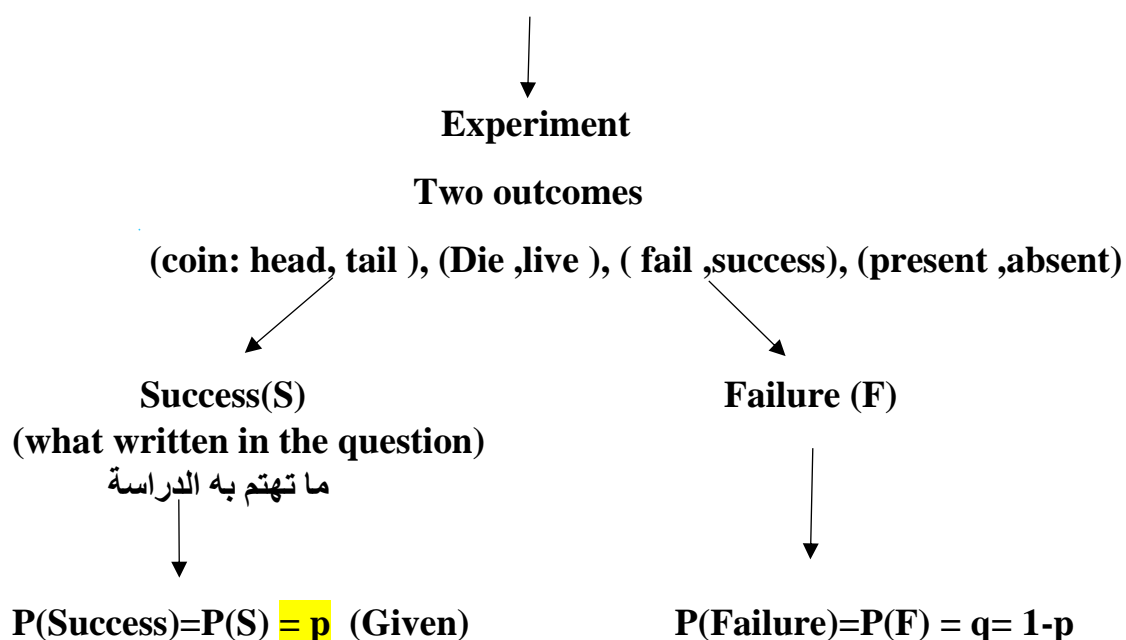 Experiment
Two outcomes
(coin: head, tail ), (Die ,live ), ( fail ,success), (present ,absent)
Success(S)
Failure (F)
(what written in the question)
ما تهتم به الدراسة
P(Success)=P(S) = p (Given)
P(Failure)=P(F) = q= 1-p